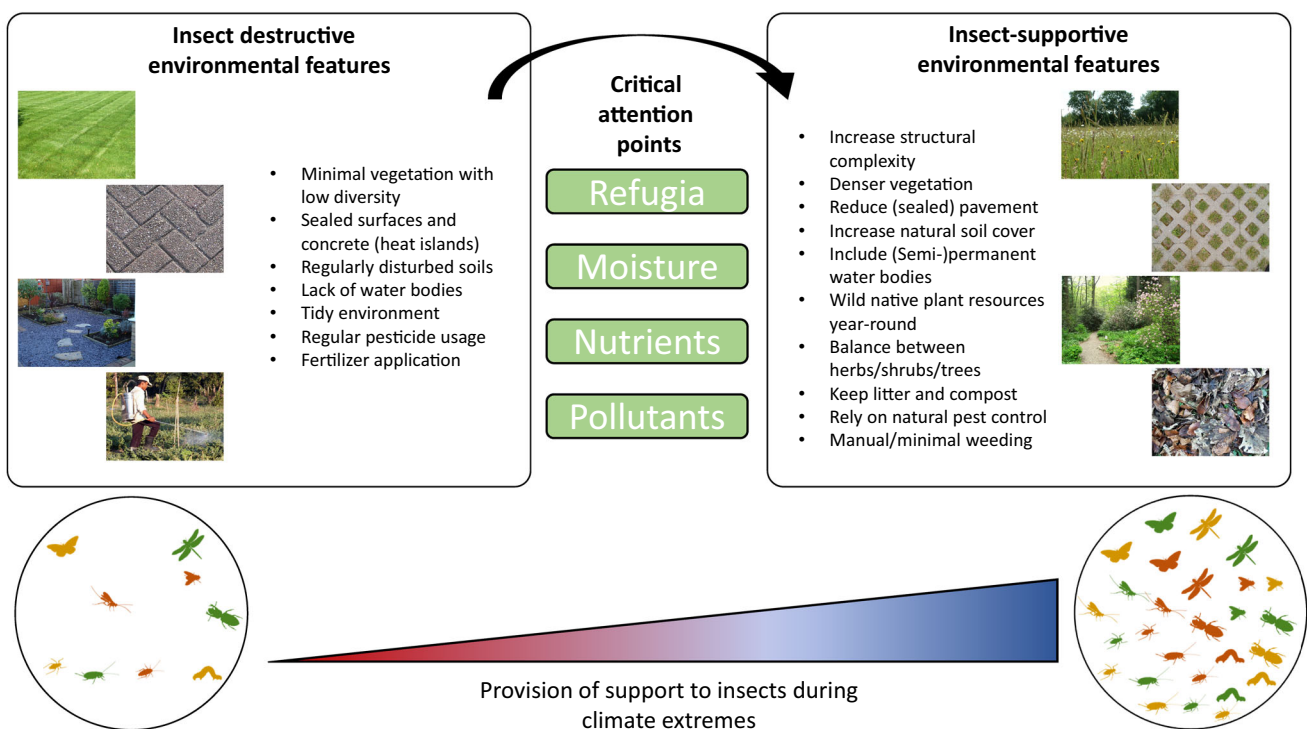 Insect destructive
environmental features
• Minimal vegetation with
low diversity
• Sealed surfaces and
concrete (heat islands)
• Regularly disturbed soils
• Lack of water bodies
• Tidy environment
• Regular pesticide usage
• Fertilizer application
Critical
attention
points
Refugia
Moisture
Nutrients
Pollutants
Insect-supportive
environmental features
• Increase structural
complexity
• Denser vegetation
• Reduce (sealed) pavement
• Increase natural soil cover
• Include (Semi-)permanent
water bodies
• Wild native plant resources
year-round
• Balance between
herbs/shrubs/trees
• Keep litter and compost
• Rely on natural pest control
• Manual/minimal weeding
Provision of support to insects during
climate extremes